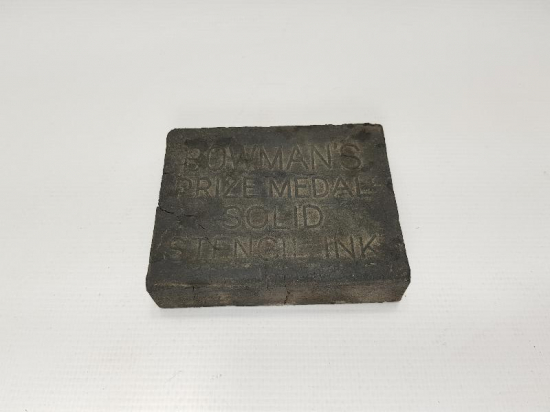 BOWMAN'S
PRIZE MEDAL
SOLID
STENCIL INK